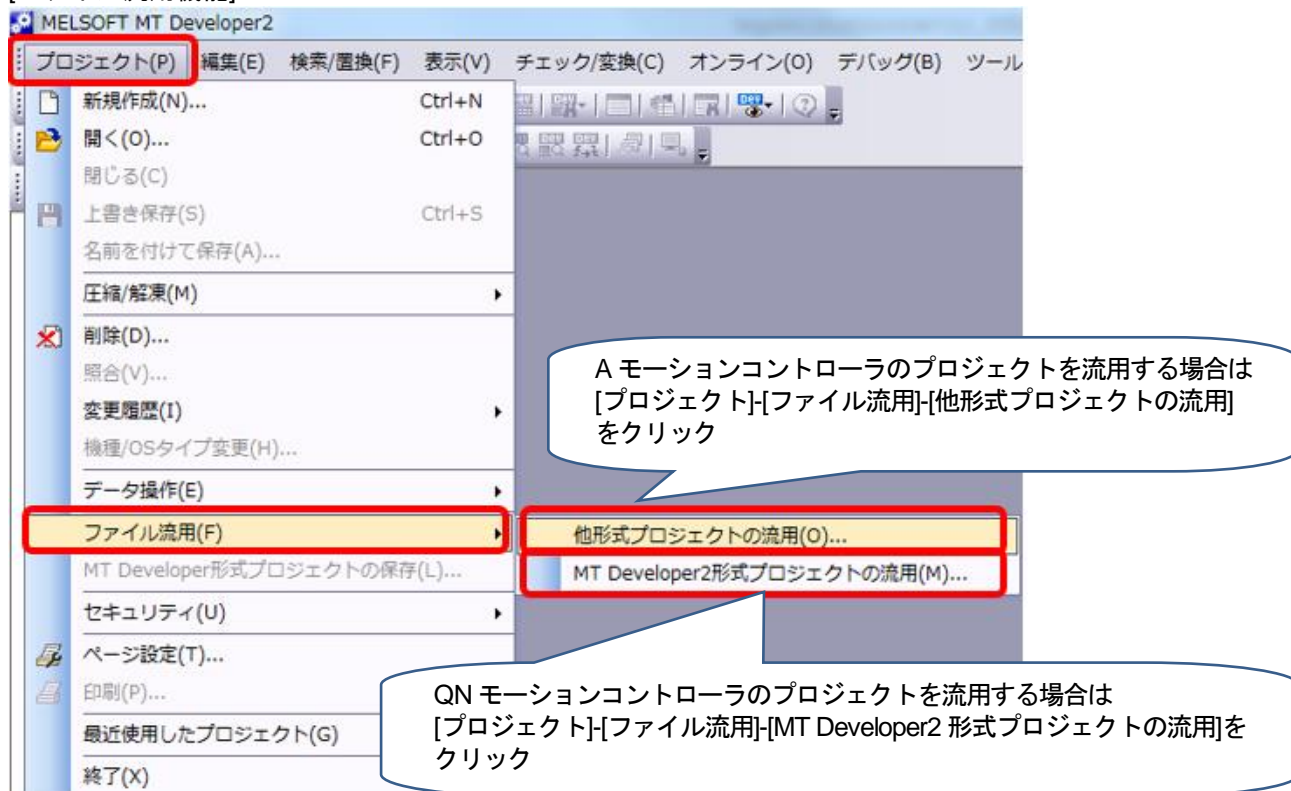 MELSOFT MT Developer2
プロジェクト(P) 編集(E) 検索/置換(F) 表示(V) チェック/変換(C) オンライン(O) デバッグ(B) ツール
新規作成(N)... Ctrl+N
開く(O)... Ctrl+O
閉じる(C)
上書き保存(S) Ctrl+S
名前を付けて保存(A)...
圧縮/解凍(M)
削除(D)...
照合(V)...
変更履歴(I)
機種/OSタイプ変更(H)...
データ操作(E)
ファイル流用(F)
MT Developer形式プロジェクトの保存(L)...
セキュリティ(U)
ページ設定(T)...
印刷(P)...
最近使用したプロジェクト(G)
終了(X)
A モーションコントローラのプロジェクトを流用する場合は
[プロジェクト]-[ファイル流用]-[他形式プロジェクトの流用]
をクリック
他形式プロジェクトの流用(O)...
MT Developer2形式プロジェクトの流用(M)...
QN モーションコントローラのプロジェクトを流用する場合は
[プロジェクト]-[ファイル流用]-[MT Developer2 形式プロジェクトの流用]を
クリック